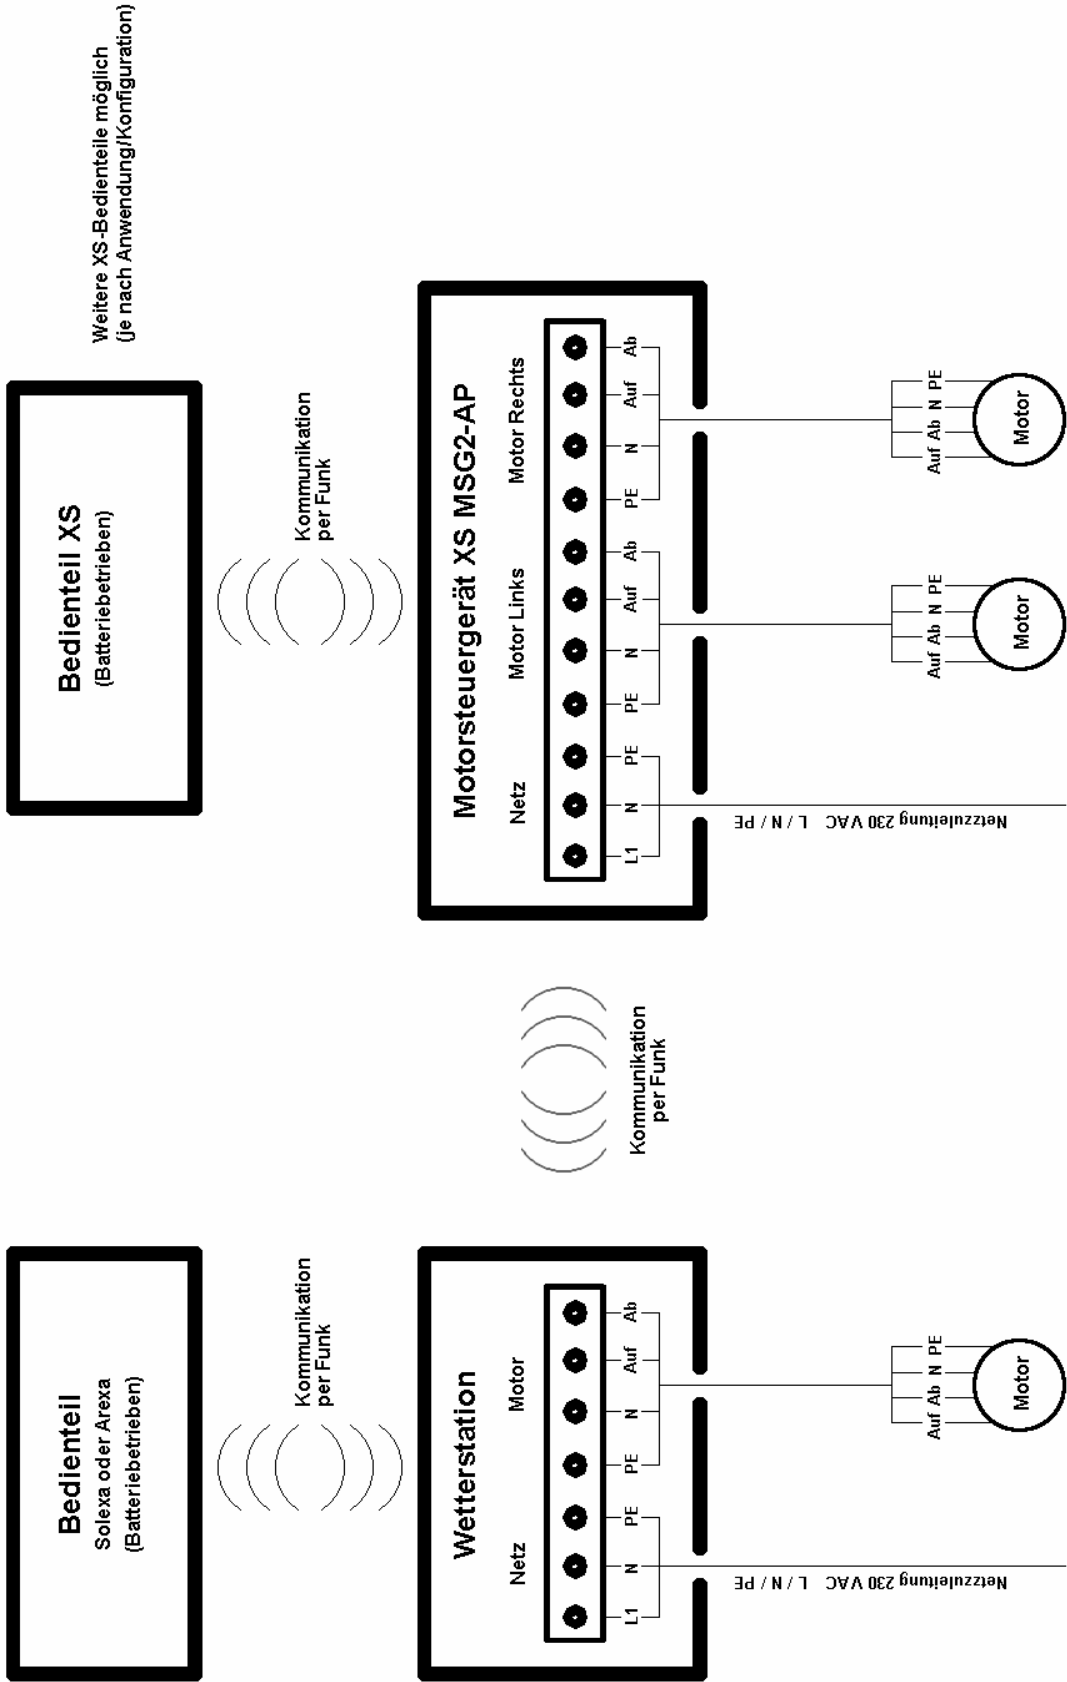 Bedienteil
Solexa oder Arexa
(Batteriebetrieben)
Bedienteil XS
(Batteriebetrieben)
Weitere XS-Bedienteile möglich
(je nach Anwendung/Konfiguration)
Kommunikation
per Funk
Kommunikation
per Funk
Wetterstation
Netz
Motor
L1
N
PE
PE
N
Auf
Ab
Kommunikation
per Funk
Motorsteuergerät XS MSG2-AP
Netz
Motor Links
Motor Rechts
L1
N
PE
PE
N
Auf
Ab
PE
N
Auf
Ab
Netzzuleitung 230 VAC L / N / PE
Auf Ab N PE
Motor
Netzzuleitung 230 VAC L / N / PE
Auf Ab N PE
Motor
Auf Ab N PE
Motor